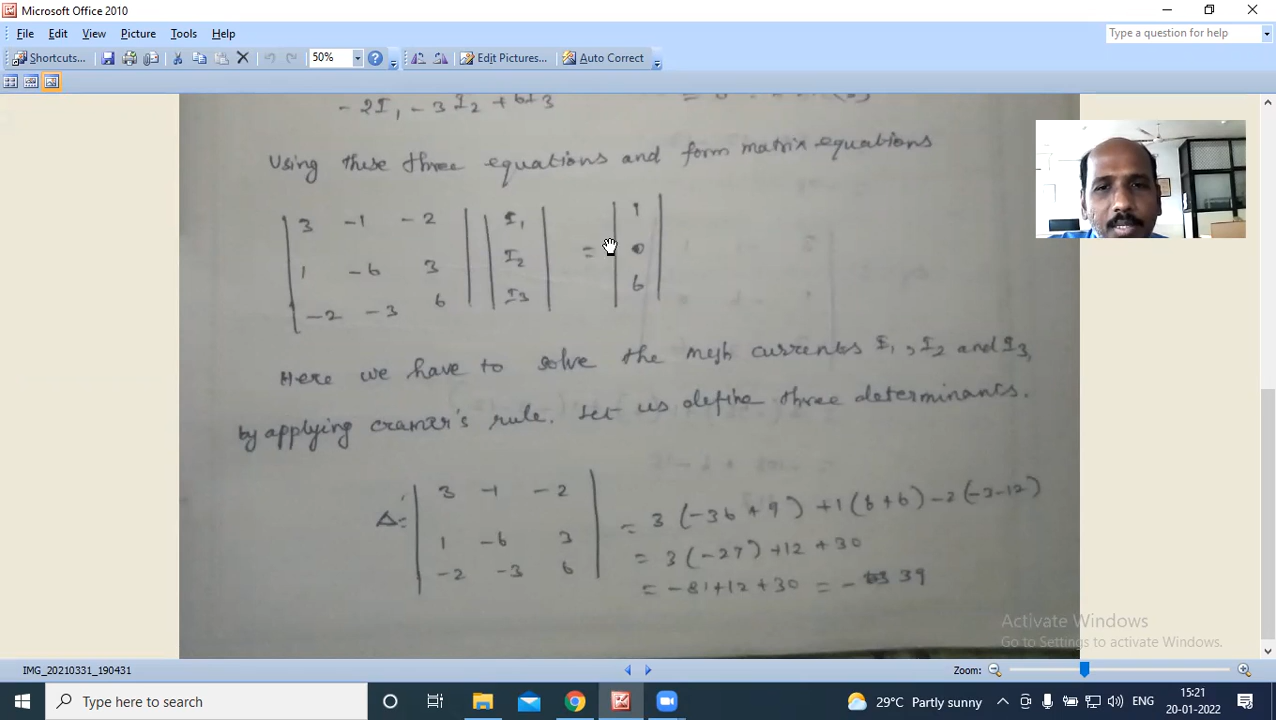 Microsoft Office 2010
File Edit View Picture Tools Help
Type a question for help
Shortcuts... 50% Edit Pictures... Auto Correct
- 2I1 - 3I2 + 6I3 =
Using these three equations and form matrix equations
3 -1 -2 I1 1
1 -6 3 I2 = 0
-2 -3 6 I3 6
Here we have to solve the mesh currents I1, I2 and I3,
by applying cramer's rule. Let us define three determinants.
3 -1 -2
Δ= 1 -6 3 = 3(-36+9) +1(6+6) -2(-3-12)
-2 -3 6 = 3(-27)+12 +30
= -81+12+30 = - 39
Activate Windows
Go to Settings to activate Windows.
IMG_20210331_190431 Zoom:
Type here to search 29°C Partly sunny ENG 15:21
20-01-2022